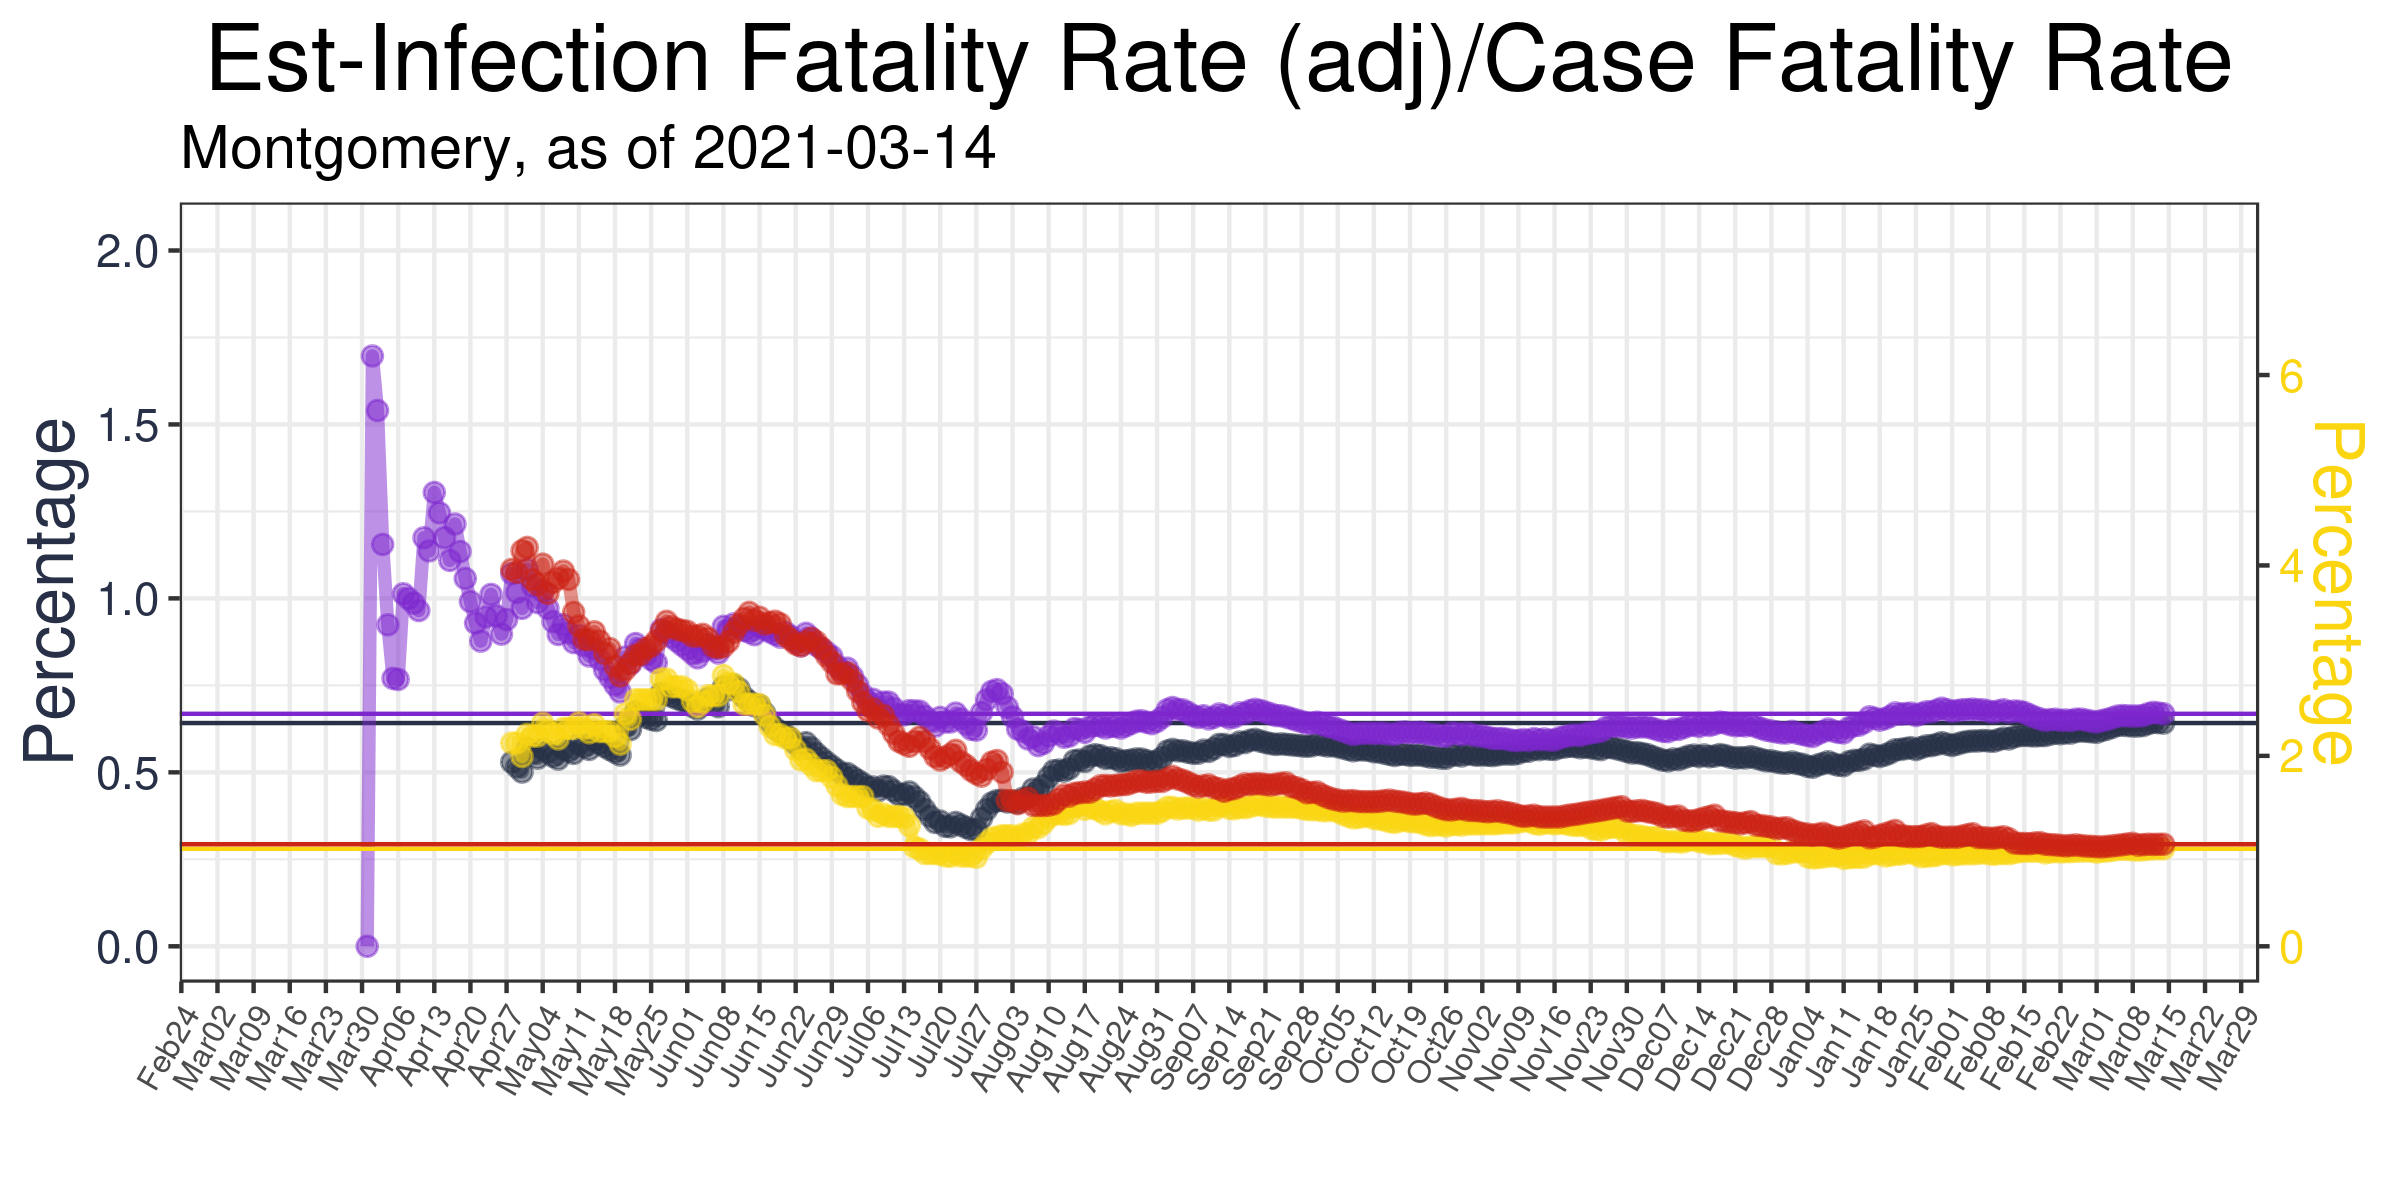 Est-Infection Fatality Rate (adj)/Case Fatality Rate
Montgomery, as of 2021-03-14
Percentage
2.0
1.5
1.0
0.5
0.0
6
4
2
0
Percentage
Feb24 Mar02 Mar09 Mar16 Mar23 Mar30 Apr06 Apr13 Apr20 Apr27 May04 May11 May18 May25 Jun01 Jun08 Jun15 Jun22 Jun29 Jul06 Jul13 Jul20 Jul27 Aug03 Aug10 Aug17 Aug24 Aug31 Sep07 Sep14 Sep21 Sep28 Oct05 Oct12 Oct19 Oct26 Nov02 Nov09 Nov16 Nov23 Nov30 Dec07 Dec14 Dec21 Dec28 Jan04 Jan11 Jan18 Jan25 Feb01 Feb08 Feb15 Feb22 Mar01 Mar08 Mar15 Mar22 Mar29